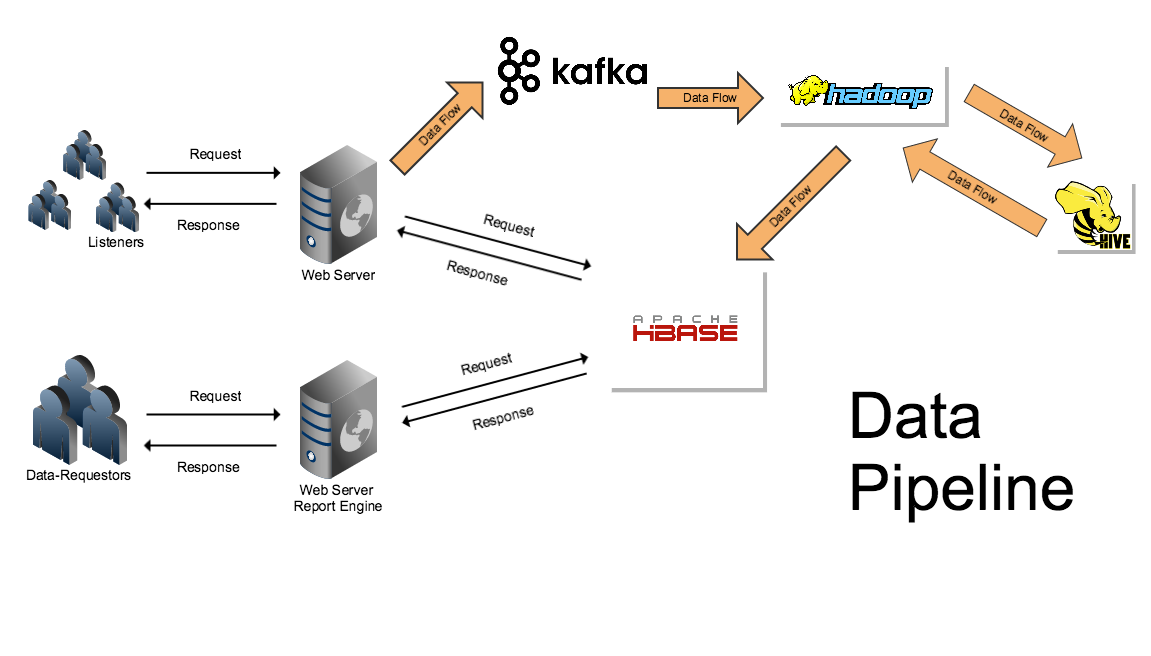 kafka
Data Flow
Data Flow
hadoop
Data Flow
Data Flow
Data Flow
HIVE
Request
Response
Listeners
Web Server
Request
Response
APACHE
HBASE
Request
Response
Data-Requestors
Request
Response
Web Server
Report Engine
Data
Pipeline